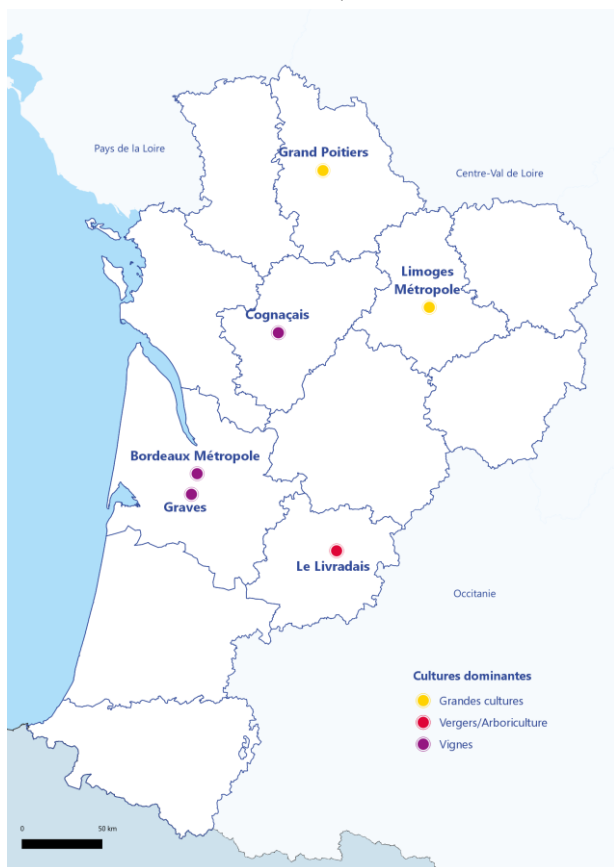 Pays de la Loire
Grand Poitiers
Centre-Val de Loire
Limoges
Métropole
Cognaçais
Bordeaux Métropole
Graves
Le Livradais
Occitanie
Cultures dominantes
Grandes cultures
Vergers/Arboriculture
Vignes
0 50 km